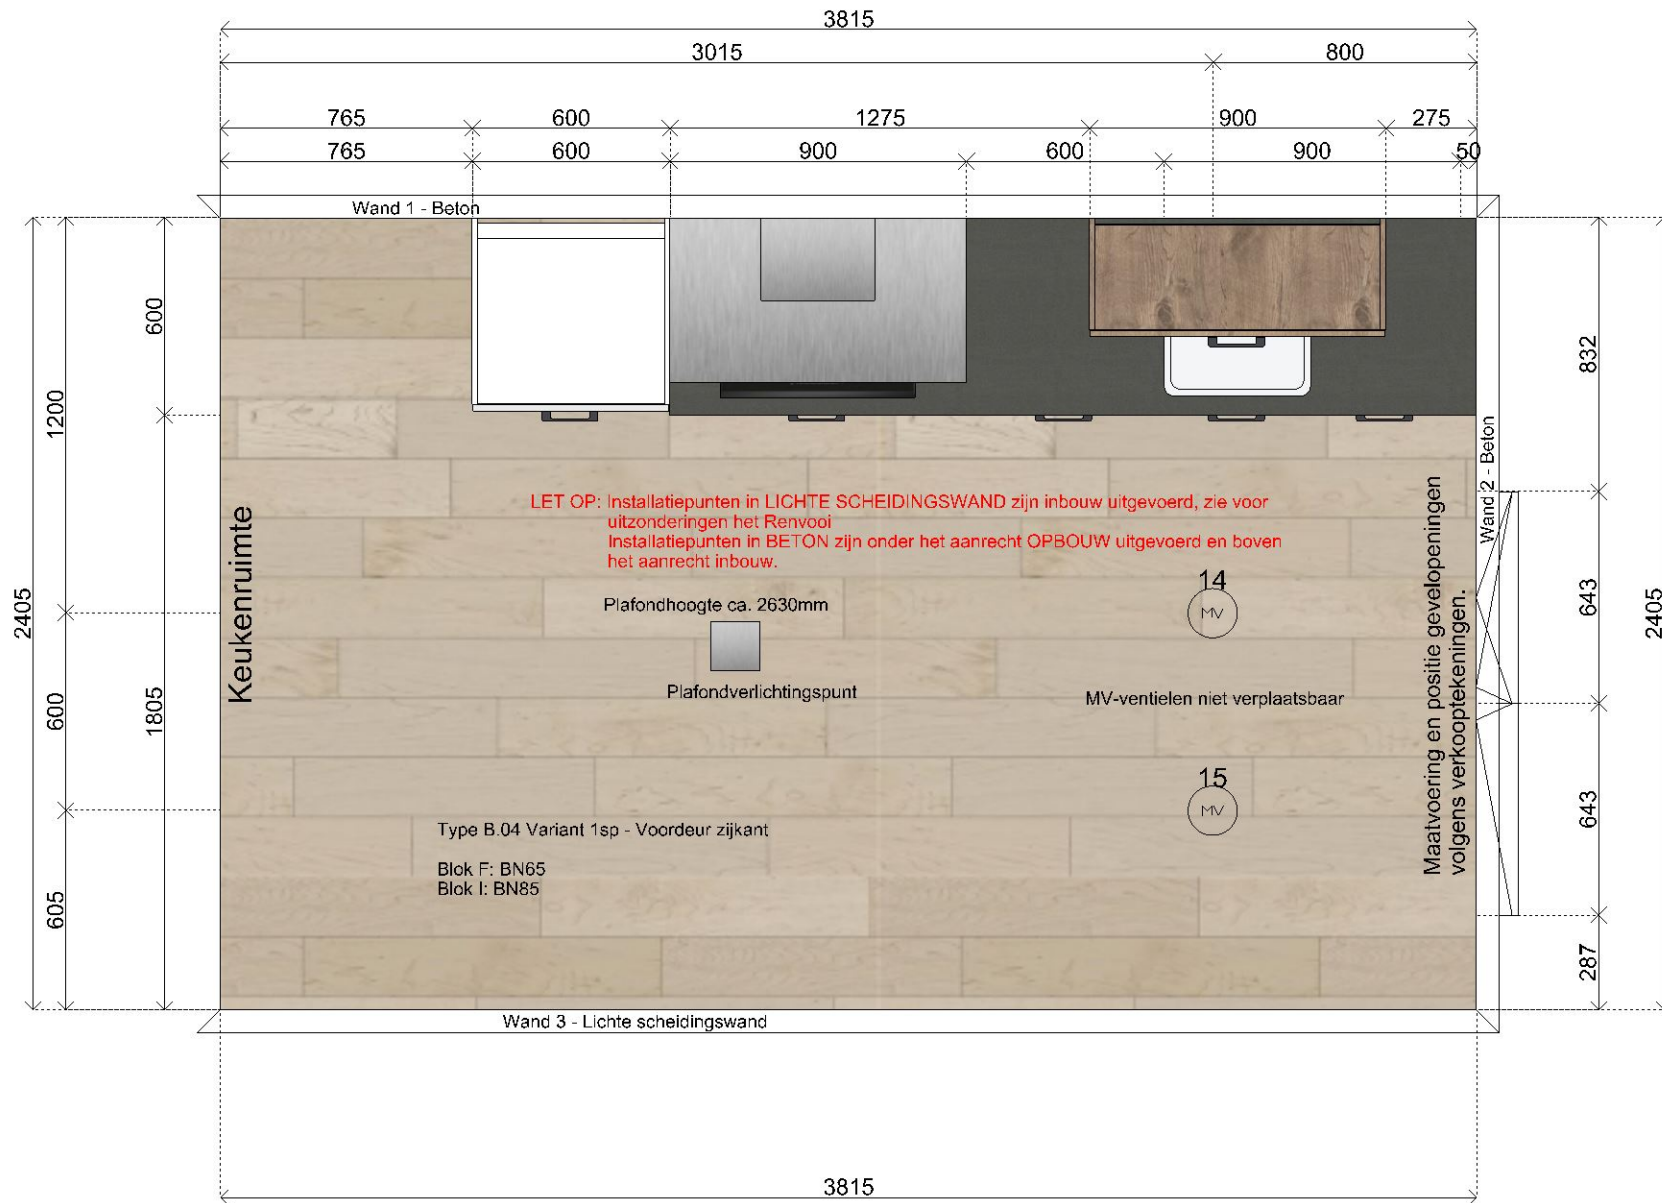 3815
3015 800
765 600 1275 900 275
765 600 900 600 900 50
Wand 1 - Beton
2405
1200
600
605
600
1805
Keukenruimte
LET OP: Installatiepunten in LICHTE SCHEIDINGSWAND zijn inbouw uitgevoerd, zie voor
uitzonderingen het Renvooi
Installatiepunten in BETON zijn onder het aanrecht OPBOUW uitgevoerd en boven
het aanrecht inbouw.
Plafondhoogte ca. 2630mm
Plafondverlichtingspunt
14
MV
MV-ventielen niet verplaatsbaar
15
MV
Type B.04 Variant 1sp - Voordeur zijkant
Blok F: BN65
Blok I: BN85
Maatvoering en positie gevelopeningen
volgens verkooptekeningen.
Wand 2 - Beton
832
643
643
287
2405
Wand 3 - Lichte scheidingswand
3815